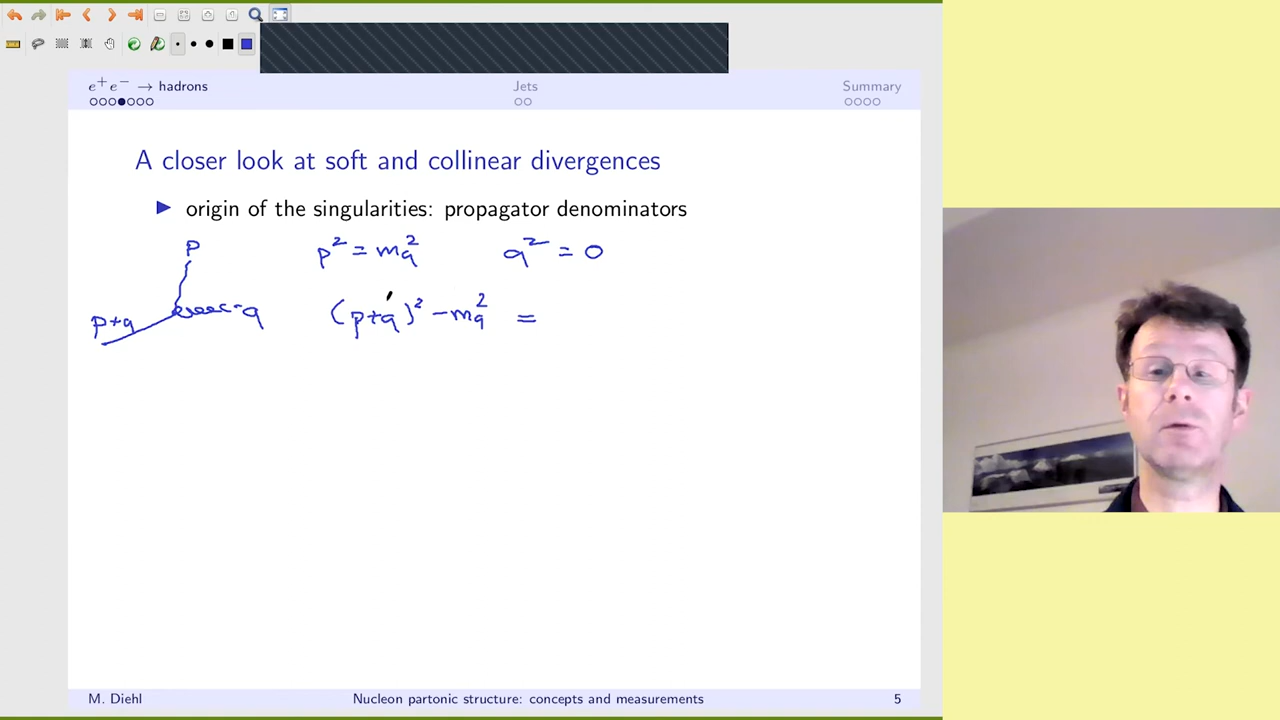 e⁺e⁻ → hadrons Jets Summary
A closer look at soft and collinear divergences
▶ origin of the singularities: propagator denominators
p p² = m_q² q² = 0
p+q q (p+q)² - m_q² =
M. Diehl Nucleon partonic structure: concepts and measurements 5